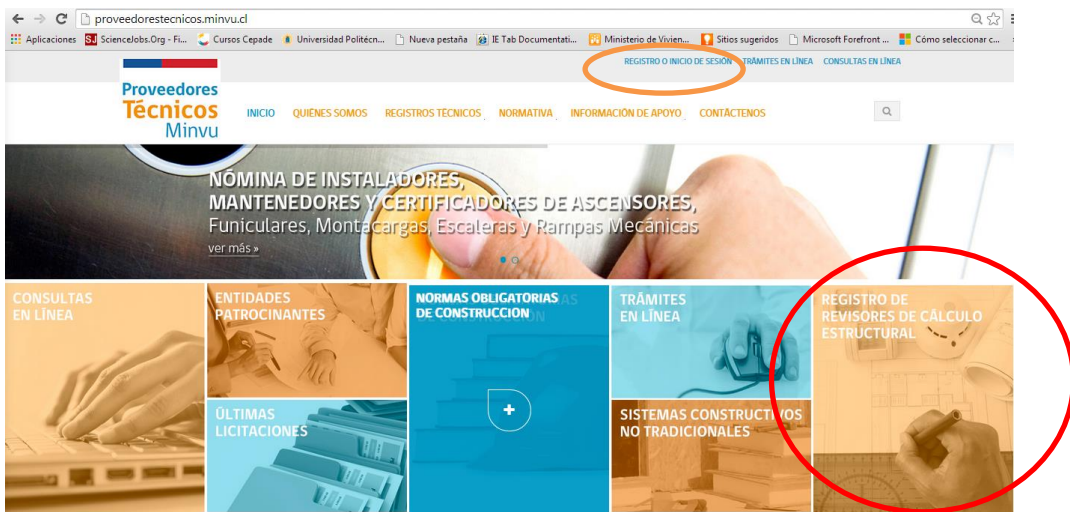 proveedorestecnicos.minvu.cl
Aplicaciones SJ ScienceJobs.Org - Fi... Cursos Cepade Universidad Politécn... Nueva pestaña IE Tab Documentati... Ministerio de Vivien... Sitios sugeridos Microsoft Forefront ... Cómo seleccionar c...
REGISTRO O INICIO DE SESIÓN TRÁMITES EN LÍNEA CONSULTAS EN LÍNEA
Proveedores
Técnicos
Minvu
INICIO QUIÉNES SOMOS REGISTROS TÉCNICOS NORMATIVA INFORMACIÓN DE APOYO CONTÁCTENOS
NÓMINA DE INSTALADORES,
MANTENEDORES Y CERTIFICADORES DE ASCENSORES,
Funiculares, Montacargas, Escaleras y Rampas Mecánicas
ver más »
CONSULTAS
EN LÍNEA
ENTIDADES
PATROCINANTES
NORMAS OBLIGATORIAS
DE CONSTRUCCION
TRÁMITES
EN LÍNEA
REGISTRO DE
REVISORES DE CÁLCULO
ESTRUCTURAL
ÚLTIMAS
LICITACIONES
SISTEMAS CONSTRUCTIVOS
NO TRADICIONALES